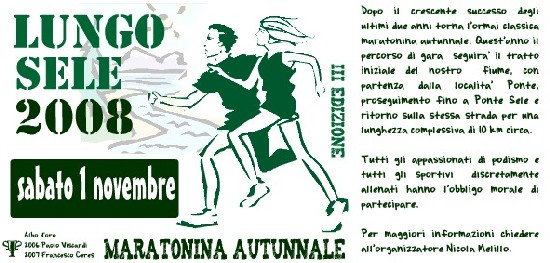 LUNGO
SELE
2008
sabato 1 novembre
III EDIZIONE
Albo d'oro
2006 Paolo Viscardi
2007 Francesco Ceres
MARATONINA AUTUNNALE
Dopo il crescente successo degli
ultimi due anni torna l'ormai classica
maratonina autunnale. Quest'anno il
percorso di gara seguira' il tratto
iniziale del nostro fiume, con
partenza dalla localita' Ponte,
proseguimento fino a Ponte Sele e
ritorno sulla stessa strada per una
lunghezza complessiva di 10 km circa.
Tutti gli appassionati di podismo e
tutti gli sportivi discretamente
allenati hanno l'obbligo morale di
partecipare.
Per maggiori informazioni chiedere
all'organizzatore Nicola Melillo.